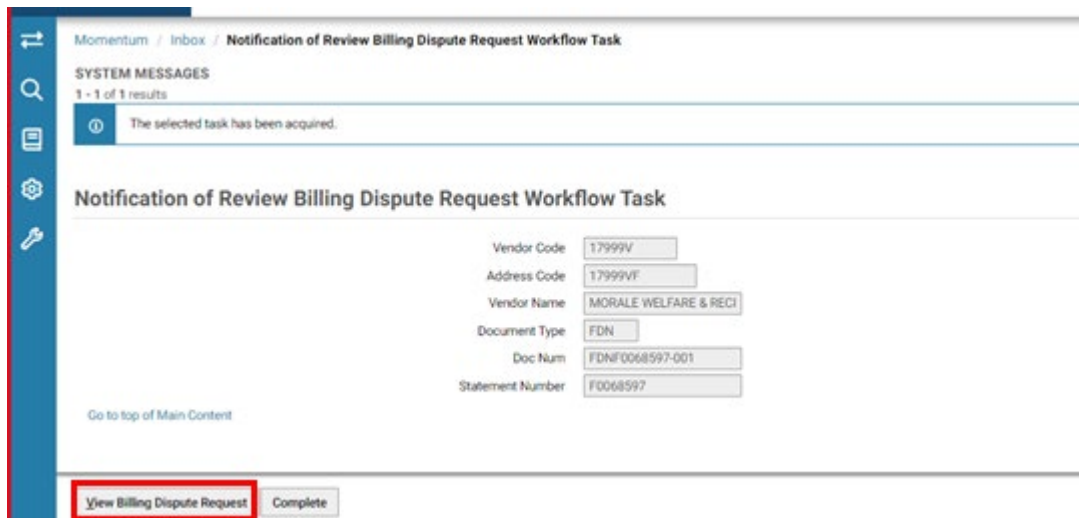 Momentum / Inbox / Notification of Review Billing Dispute Request Workflow Task
SYSTEM MESSAGES
1 - 1 of 1 results
The selected task has been acquired.
Notification of Review Billing Dispute Request Workflow Task
Vendor Code 17999V
Address Code 17999VF
Vendor Name MORALE WELFARE & RECI
Document Type FDN
Doc Num FDNF0068597-001
Statement Number F0068597
Go to top of Main Content
View Billing Dispute Request Complete